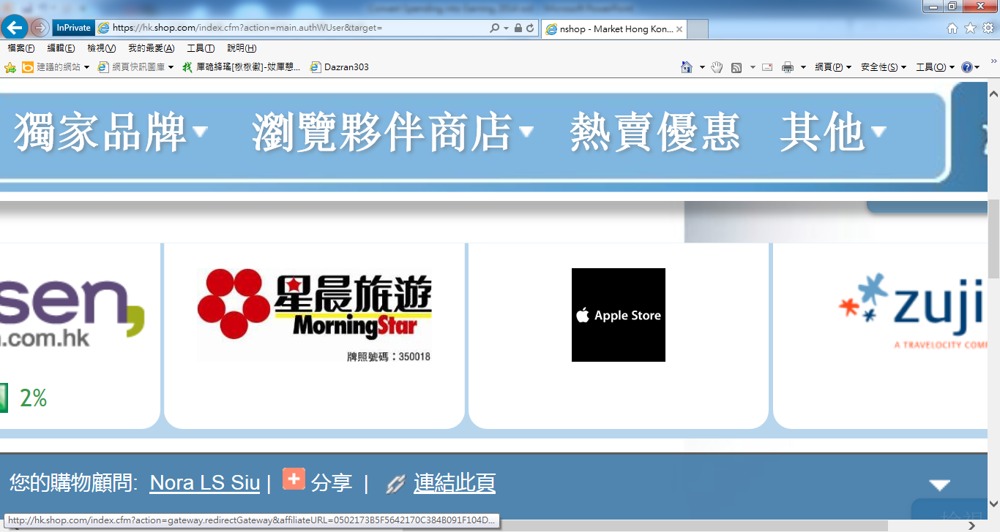 InPrivate
https://hk.shop.com/index.cfm?action=main.authWUser&target=
nshop - Market Hong Kon...
檔案(F) 編輯(E) 檢視(V) 我的最愛(A) 工具(T) 說明(H)
建議的網站 網頁快訊圖庫 Dazran303
網頁(P) 安全性(S) 工具(O)
獨家品牌 瀏覽夥伴商店 熱賣優惠 其他
sen,
.com.hk
2%
星晨旅遊
MorningStar
牌照號碼：350018
Apple Store
zuji
A TRAVELOCITY COM
您的購物顧問: Nora LS Siu | 分享 | 連結此頁
http://hk.shop.com/index.cfm?action=gateway.redirectGateway&affiliateURL=0502173B5F5642170C384B091F104D...